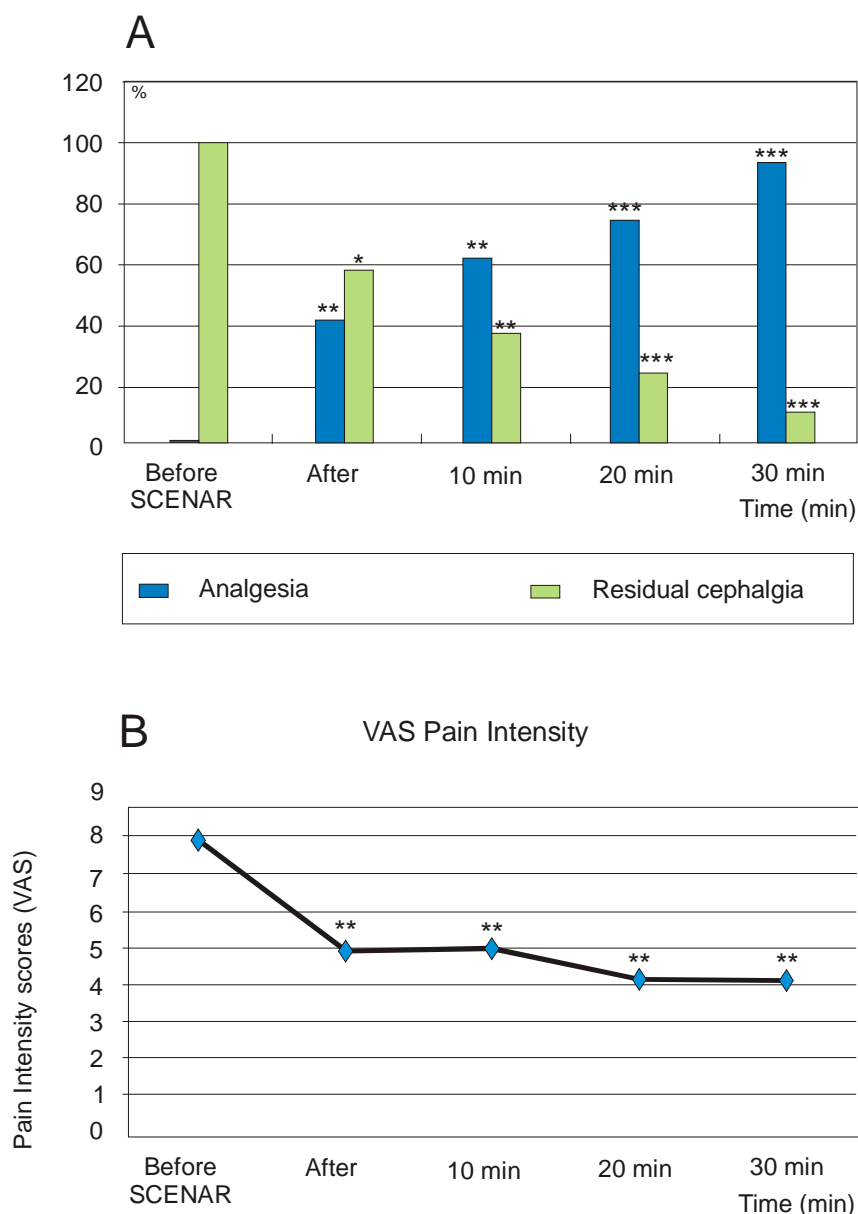 A
120
%
100
80
60
40
20
0
**
*
**
**
***
***
***
***
Before
SCENAR
After
10 min
20 min
30 min
Time (min)
Analgesia
Residual cephalgia
B
VAS Pain Intensity
Pain Intensity scores (VAS)
9
8
7
6
5
4
3
2
1
0
**
**
**
**
Before
SCENAR
After
10 min
20 min
30 min
Time (min)